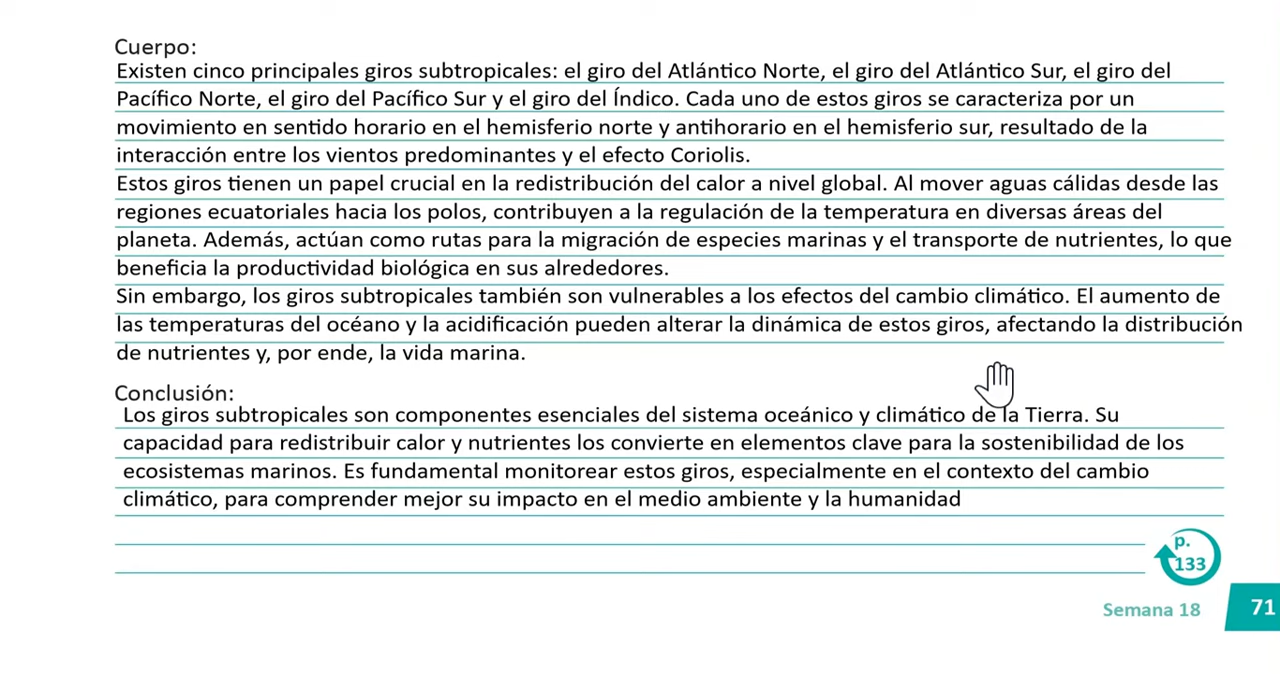 Cuerpo:
Existen cinco principales giros subtropicales: el giro del Atlántico Norte, el giro del Atlántico Sur, el giro del
Pacífico Norte, el giro del Pacífico Sur y el giro del Índico. Cada uno de estos giros se caracteriza por un
movimiento en sentido horario en el hemisferio norte y antihorario en el hemisferio sur, resultado de la
interacción entre los vientos predominantes y el efecto Coriolis.
Estos giros tienen un papel crucial en la redistribución del calor a nivel global. Al mover aguas cálidas desde las
regiones ecuatoriales hacia los polos, contribuyen a la regulación de la temperatura en diversas áreas del
planeta. Además, actúan como rutas para la migración de especies marinas y el transporte de nutrientes, lo que
beneficia la productividad biológica en sus alrededores.
Sin embargo, los giros subtropicales también son vulnerables a los efectos del cambio climático. El aumento de
las temperaturas del océano y la acidificación pueden alterar la dinámica de estos giros, afectando la distribución
de nutrientes y, por ende, la vida marina.
Conclusión:
Los giros subtropicales son componentes esenciales del sistema oceánico y climático de la Tierra. Su
capacidad para redistribuir calor y nutrientes los convierte en elementos clave para la sostenibilidad de los
ecosistemas marinos. Es fundamental monitorear estos giros, especialmente en el contexto del cambio
climático, para comprender mejor su impacto en el medio ambiente y la humanidad
p.
133
Semana 18
71